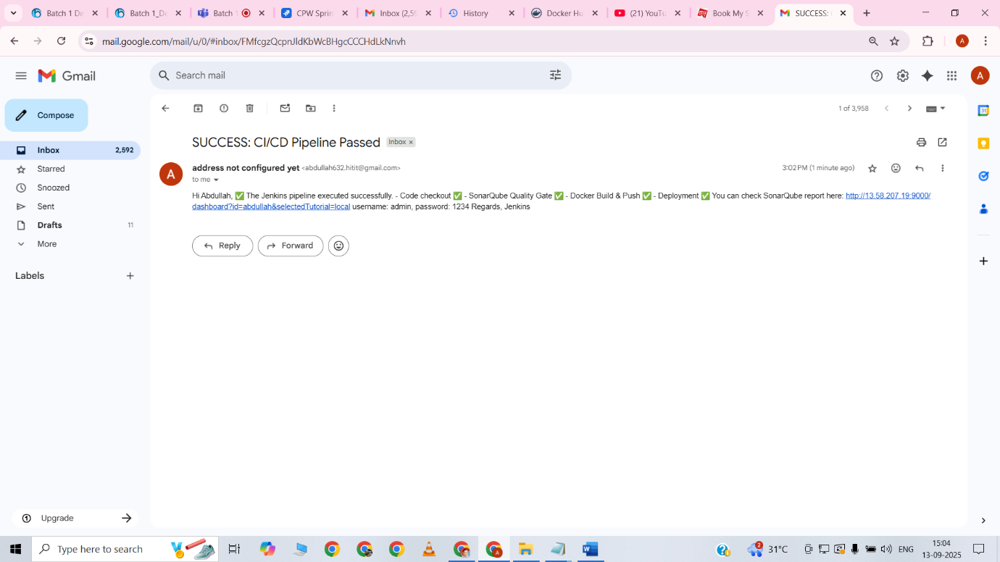 Batch 1 De
Batch 1_De
Batch 1
CPW Sprin
Inbox (2,59
History
Docker Hu
(21) YouTu
Book My S
SUCCESS:
mail.google.com/mail/u/0/#inbox/FMfcgzQcpnJldKbWcBHgcCCCHdLkNnvh
A
Gmail
Search mail
A
Compose
1 of 3,958
Inbox 2,592
Starred
Snoozed
Sent
Drafts 11
More
Labels
SUCCESS: CI/CD Pipeline Passed Inbox ×
A
address not configured yet <abdullah632.hitit@gmail.com>
3:02 PM (1 minute ago)
to me
Hi Abdullah, ✅ The Jenkins pipeline executed successfully. - Code checkout ✅ - SonarQube Quality Gate ✅ - Docker Build & Push ✅ - Deployment ✅ You can check SonarQube report here: http://13.58.207.19:9000/
dashboard?id=abdullah&selectedTutorial=local username: admin, password: 1234 Regards, Jenkins
Reply
Forward
31
Upgrade
Type here to search
2
31°C
ENG
15:04
13-09-2025